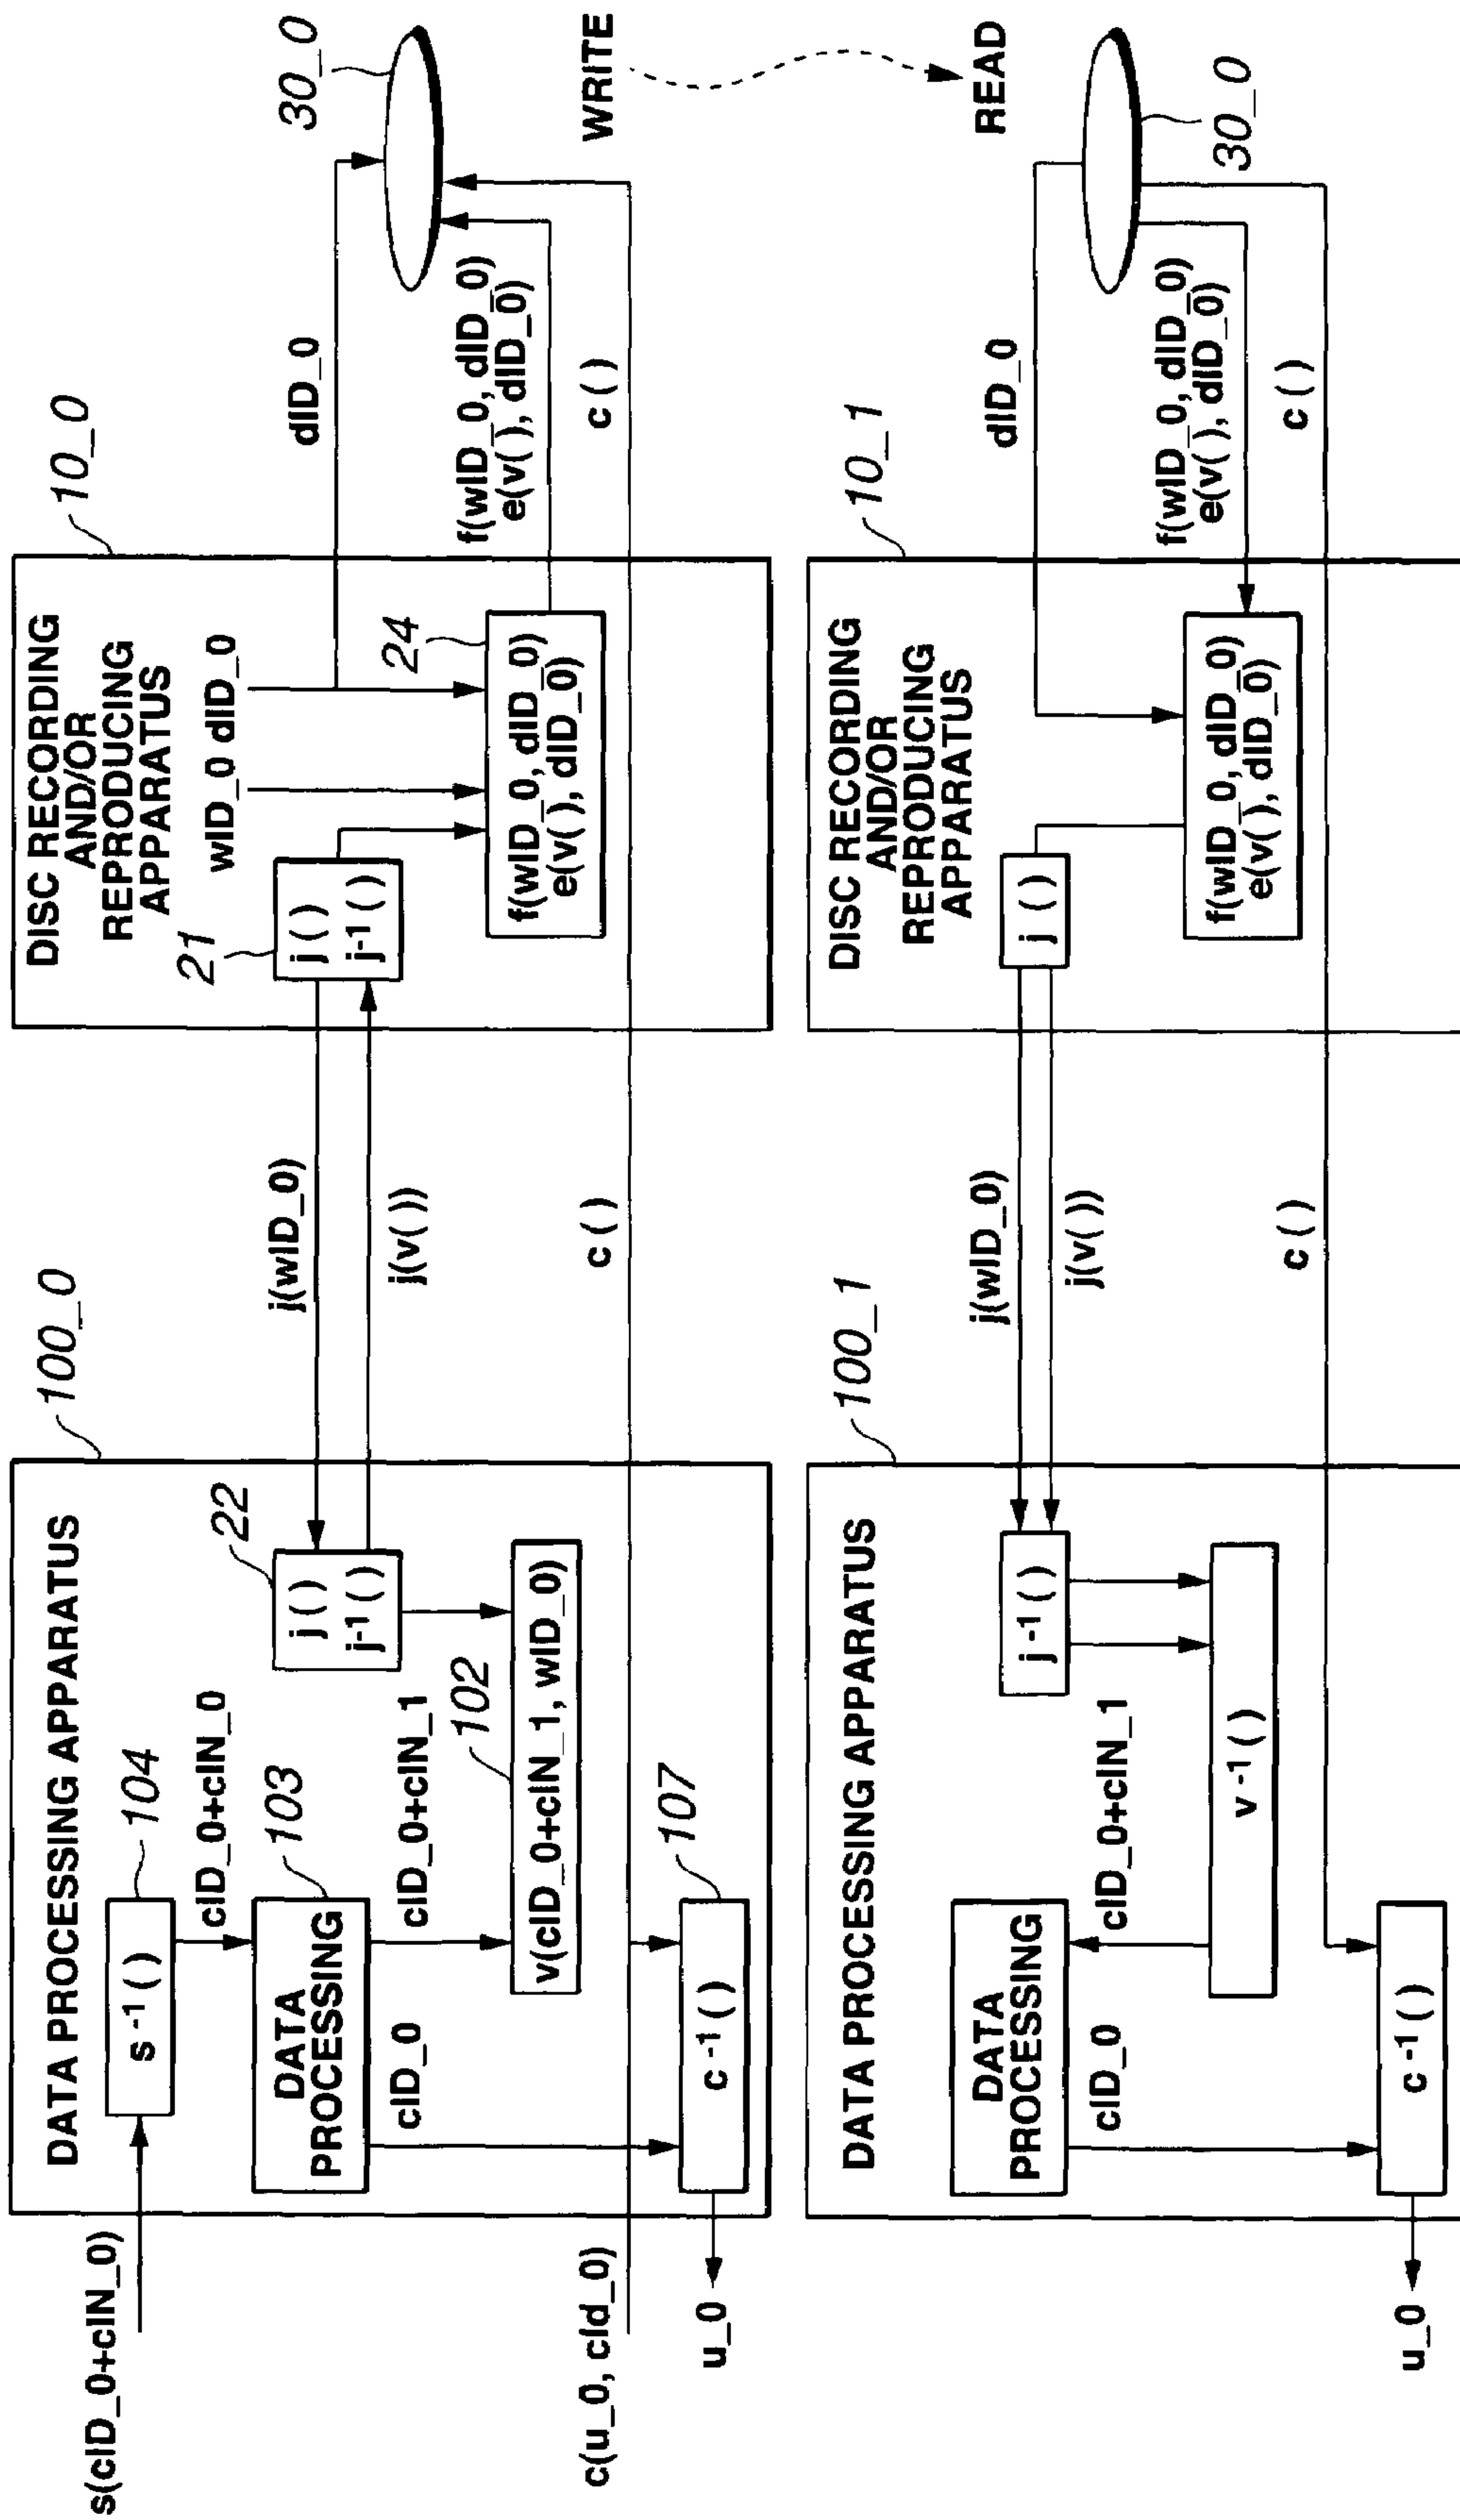 DATA PROCESSING APPARATUS
100_0
s(cID_0+cIN_0)
s-1( )
104
cID_0+cIN_0
DATA
PROCESSING
103
cID_0
cID_0+cIN_1
22
j ( )
j-1( )
102
v(cID_0+cIN_1, wID_0)
c(u_0, cId_0)
c-1( )
107
u_0
j(wID_0)
j(v( ))
c ( )
DISC RECORDING
AND/OR
REPRODUCING
APPARATUS
10_0
wID_0 dID_0
21
j ( )
j-1( )
24
f(wID_0, dID_0)
e(v( ), dID_0)
dID_0
f(wID_0, dID_0)
e(v( ), dID_0)
c ( )
30_0
WRITE
READ
DATA PROCESSING APPARATUS
100_1
DATA
PROCESSING
cID_0
cID_0+cIN_1
j-1( )
v-1( )
c-1( )
u_0
j(wID_0)
j(v( ))
c ( )
DISC RECORDING
AND/OR
REPRODUCING
APPARATUS
10_1
j ( )
f(wID_0, dID_0)
e(v( ), dID_0)
dID_0
f(wID_0, dID_0)
e(v( ), dID_0)
c ( )
30_0